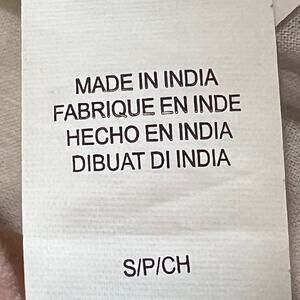 MADE IN INDIA
FABRIQUE EN INDE
HECHO EN INDIA
DIBUAT DI INDIA
S/P/CH